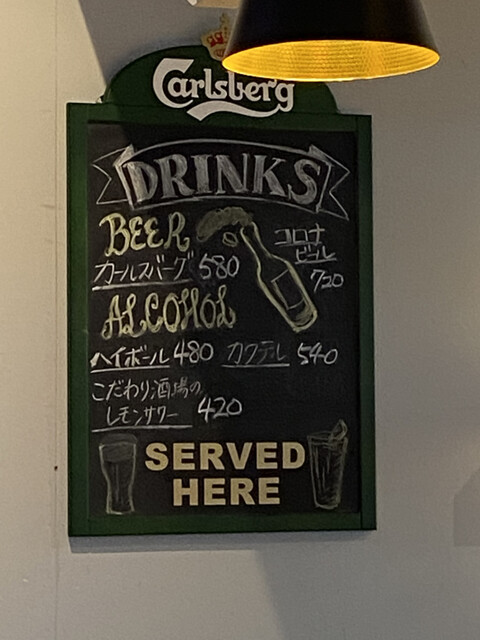 Carlsberg
DRINKS
BEER
カールスバーグ 580
コロナ
ビール
720
ALCOHOL
ハイボール 480 カクテル 540
こだわり酒場の
レモンサワー 420
SERVED
HERE